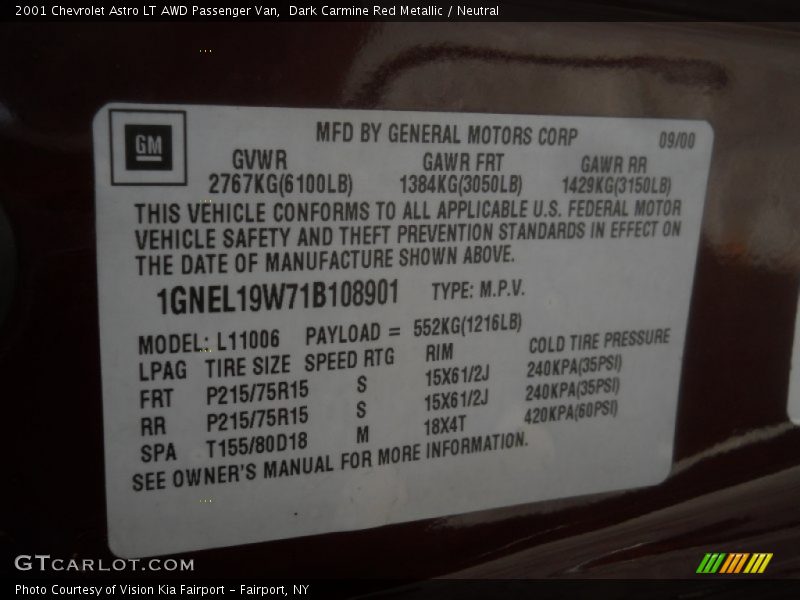 2001 Chevrolet Astro LT AWD Passenger Van,  Dark Carmine Red Metallic / Neutral
GM
MFD BY GENERAL MOTORS CORP 09/00
GVWR GAWR FRT GAWR RR
2767KG(6100LB) 1384KG(3050LB) 1429KG(3150LB)
THIS VEHICLE CONFORMS TO ALL APPLICABLE U.S. FEDERAL MOTOR
VEHICLE SAFETY AND THEFT PREVENTION STANDARDS IN EFFECT ON
THE DATE OF MANUFACTURE SHOWN ABOVE.
1GNEL19W71B108901 TYPE: M.P.V.
MODEL: L11006 PAYLOAD = 552KG(1216LB)
LPAG TIRE SIZE SPEED RTG RIM COLD TIRE PRESSURE
FRT P215/75R15 S 15X61/2J 240KPA(35PSI)
RR P215/75R15 S 15X61/2J 240KPA(35PSI)
SPA T155/80D18 M 18X4T 420KPA(60PSI)
SEE OWNER'S MANUAL FOR MORE INFORMATION.
GTCARLOT.COM
Photo Courtesy of Vision Kia Fairport - Fairport, NY